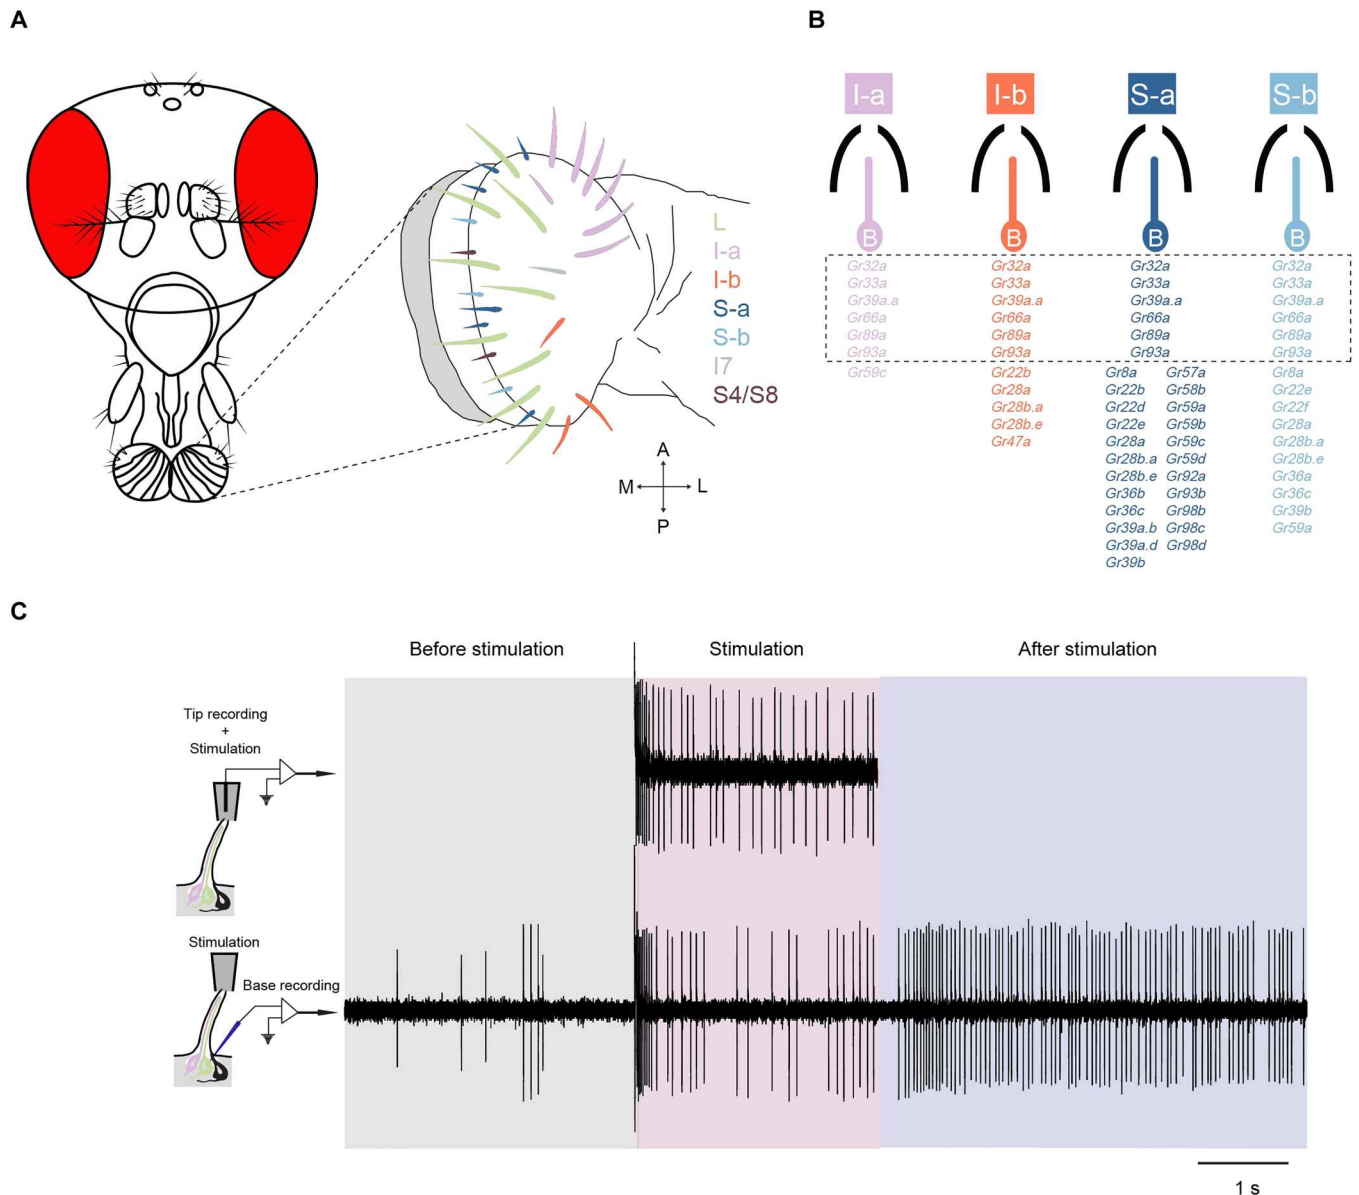 A
B
L
I-a
I-b
S-a
S-b
I7
S4/S8
A
M
L
P
I-a
I-b
S-a
S-b
B
B
B
B
Gr32a
Gr33a
Gr39a.a
Gr66a
Gr89a
Gr93a
Gr59c
Gr32a
Gr33a
Gr39a.a
Gr66a
Gr89a
Gr93a
Gr22b
Gr28a
Gr28b.a
Gr28b.e
Gr47a
Gr32a
Gr33a
Gr39a.a
Gr66a
Gr89a
Gr93a
Gr8a
Gr22b
Gr22d
Gr22e
Gr28a
Gr28b.a
Gr28b.e
Gr36b
Gr36c
Gr39a.b
Gr39a.d
Gr39b
Gr57a
Gr58b
Gr59a
Gr59b
Gr59c
Gr59d
Gr92a
Gr93b
Gr98b
Gr98c
Gr98d
Gr32a
Gr33a
Gr39a.a
Gr66a
Gr89a
Gr93a
Gr8a
Gr22e
Gr22f
Gr28a
Gr28b.a
Gr28b.e
Gr36a
Gr36c
Gr39b
Gr59a
C
Before stimulation
Stimulation
After stimulation
Tip recording
+
Stimulation
Stimulation
Base recording
1 s